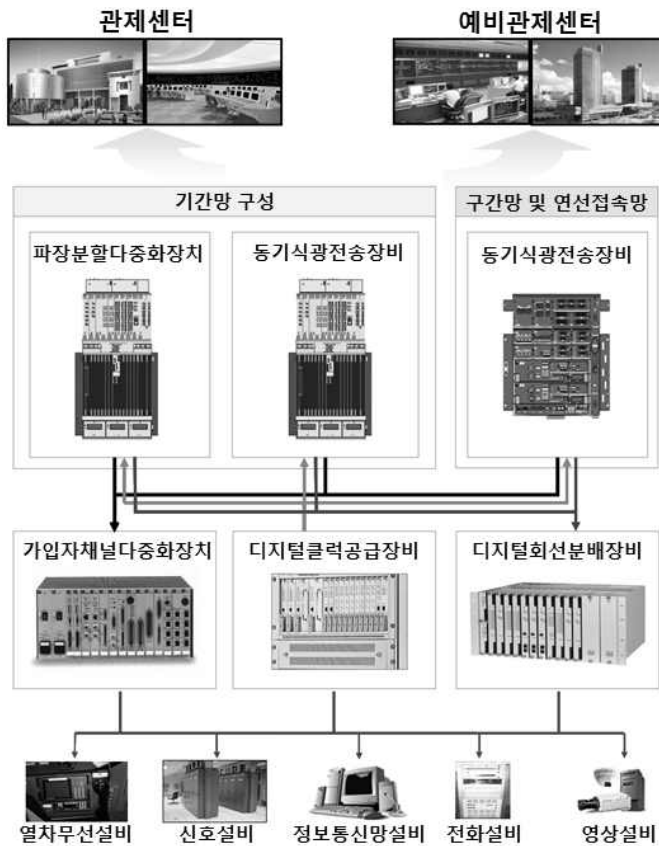 관제센터
예비관제센터
기간망 구성
구간망 및 연선접속망
파장분할다중화장치
동기식광전송장비
동기식광전송장비
가입자채널다중화장치
디지털클럭공급장비
디지털회선분배장비
열차무선설비
신호설비
정보통신망설비
전화설비
영상설비